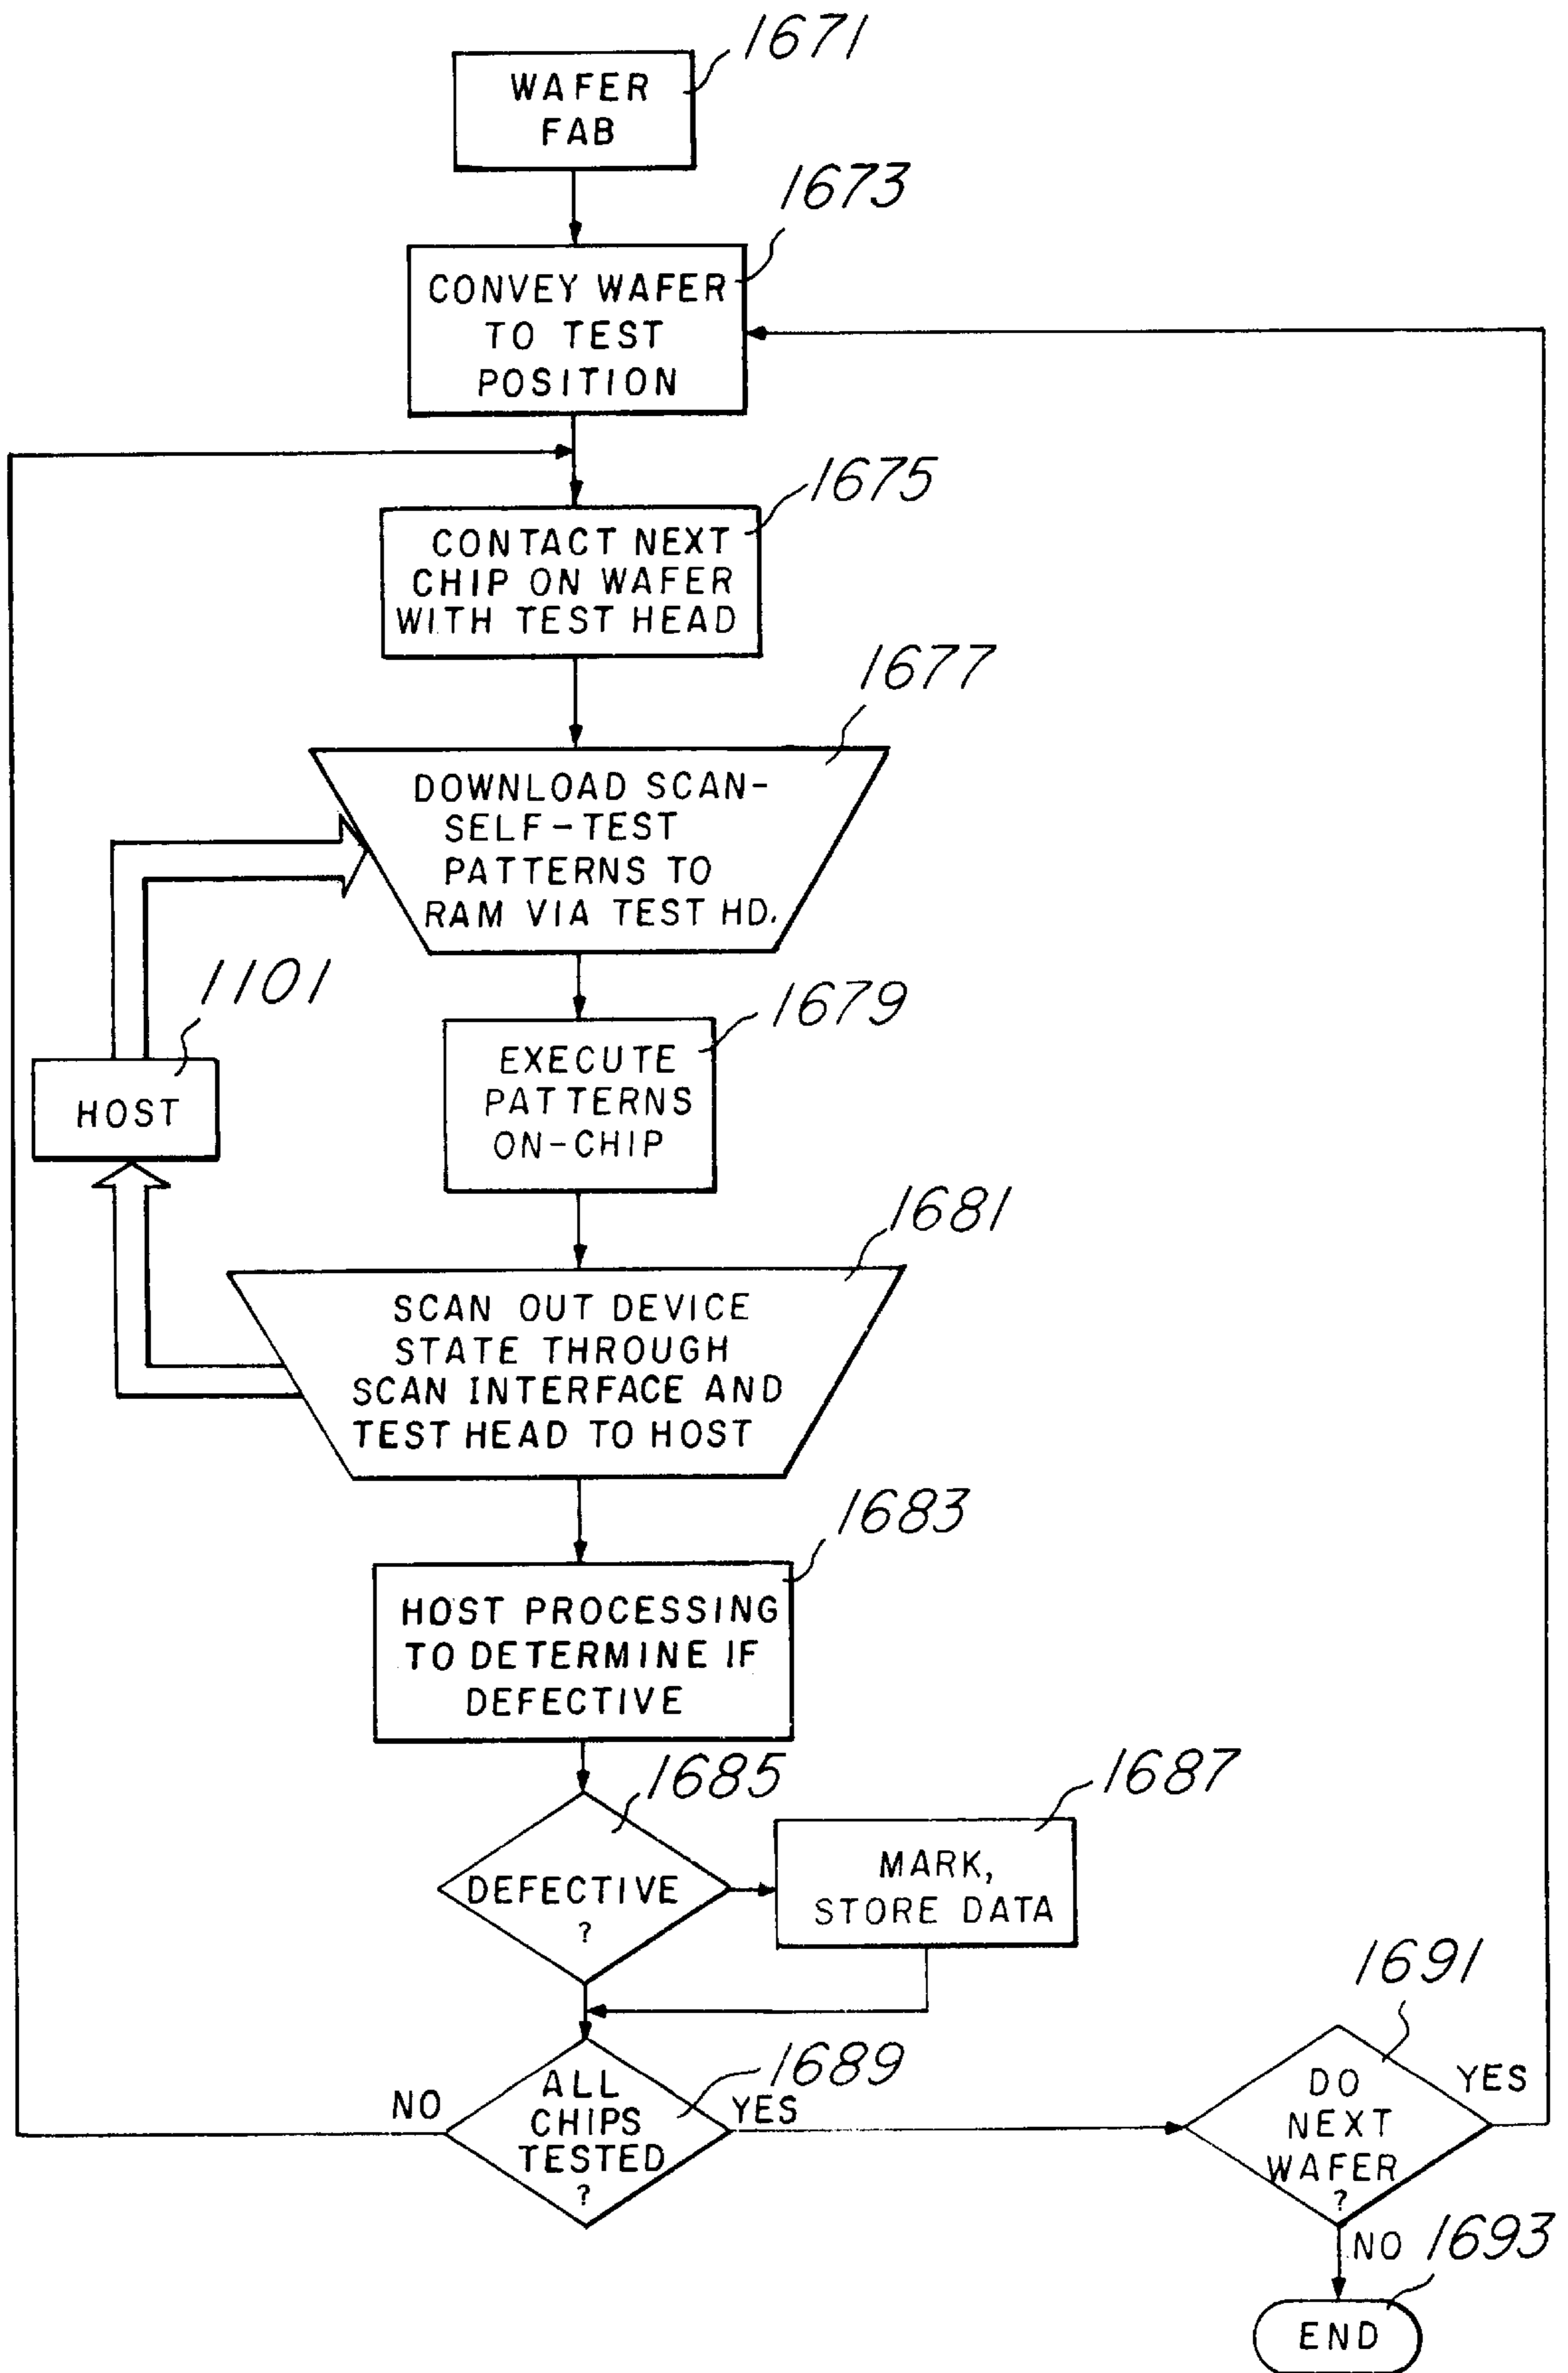 1671
WAFER
FAB
1673
CONVEY WAFER
TO TEST
POSITION
1675
CONTACT NEXT
CHIP ON WAFER
WITH TEST HEAD
1677
DOWNLOAD SCAN-
SELF-TEST
PATTERNS TO
RAM VIA TEST HD.
1101
HOST
1679
EXECUTE
PATTERNS
ON-CHIP
1681
SCAN OUT DEVICE
STATE THROUGH
SCAN INTERFACE AND
TEST HEAD TO HOST
1683
HOST PROCESSING
TO DETERMINE IF
DEFECTIVE
1685
DEFECTIVE
?
1687
MARK,
STORE DATA
1689
ALL
CHIPS
TESTED
?
NO
YES
1691
DO
NEXT
WAFER
?
YES
NO
1693
END